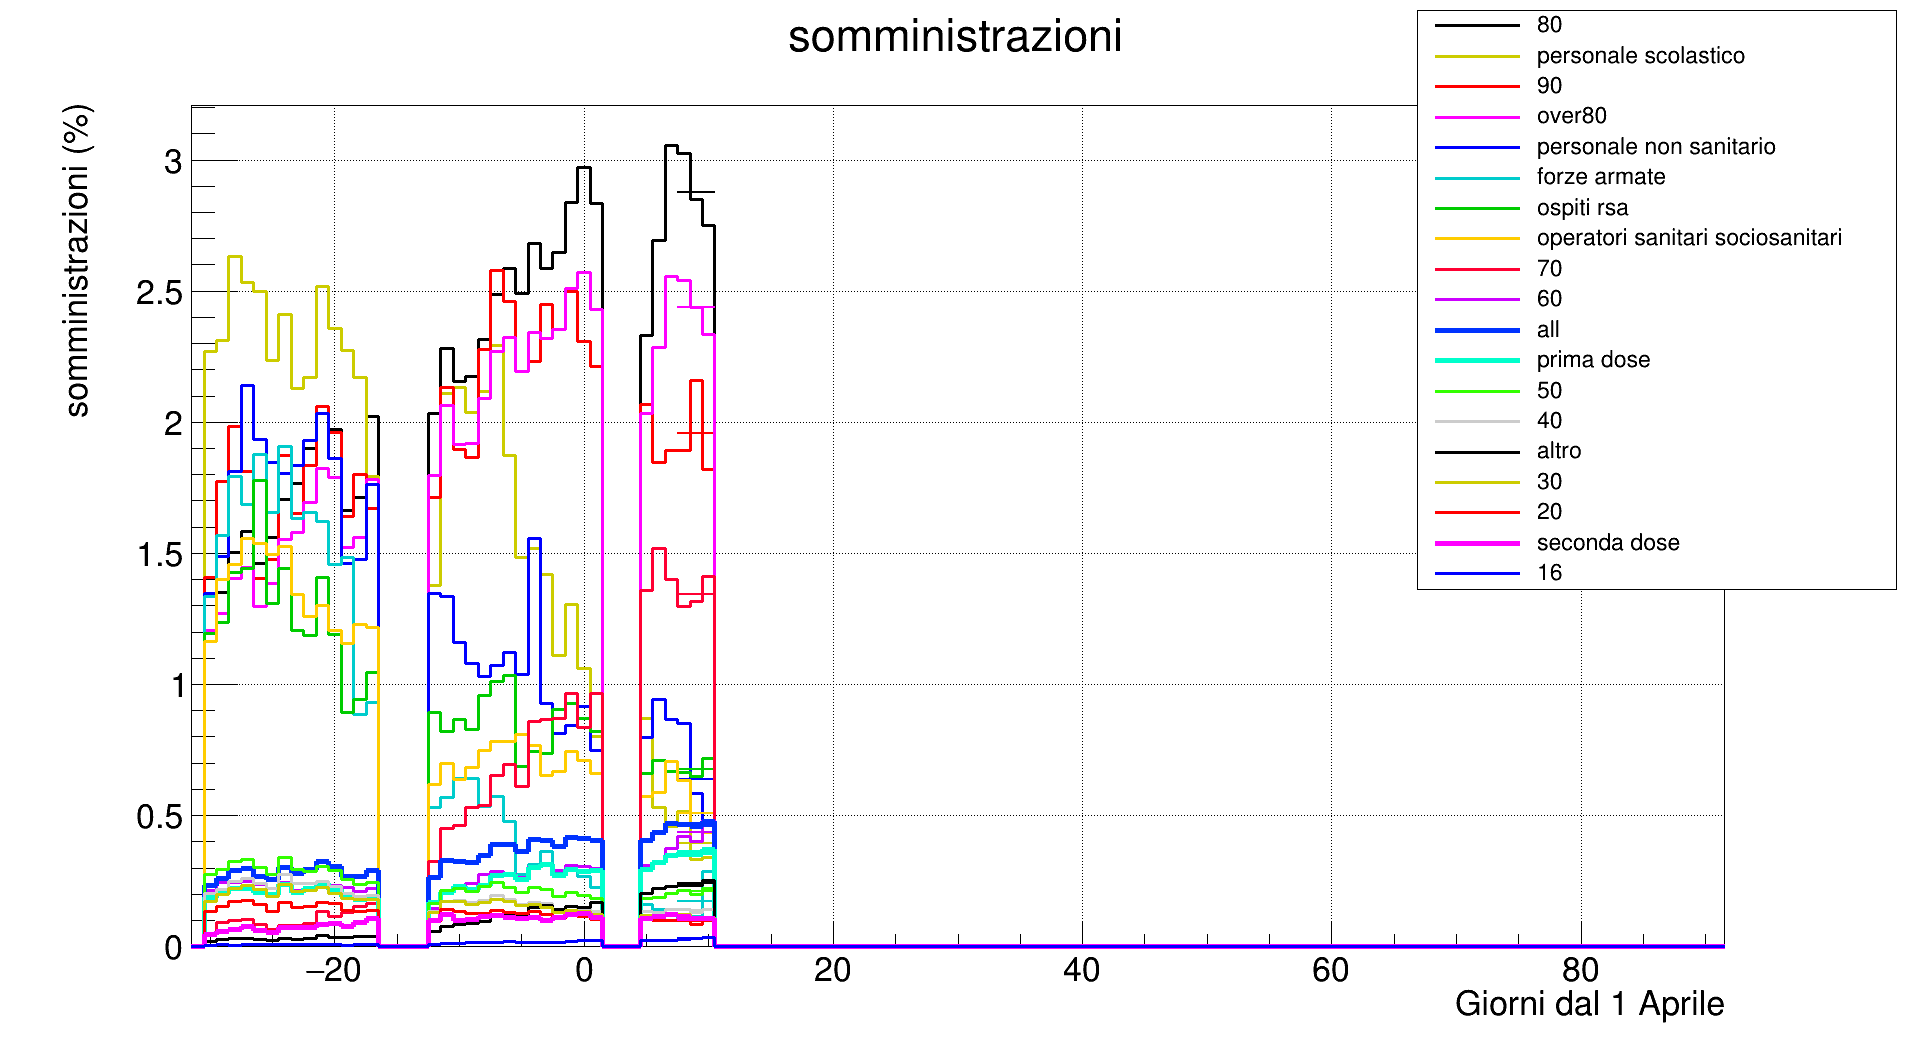 somministrazioni
80
personale scolastico
90
over80
personale non sanitario
forze armate
ospiti rsa
operatori sanitari sociosanitari
70
60
all
prima dose
50
40
altro
30
20
seconda dose
16
somministrazioni (%)
3
2.5
2
1.5
1
0.5
0
−20 0 20 40 60 80
Giorni dal 1 Aprile